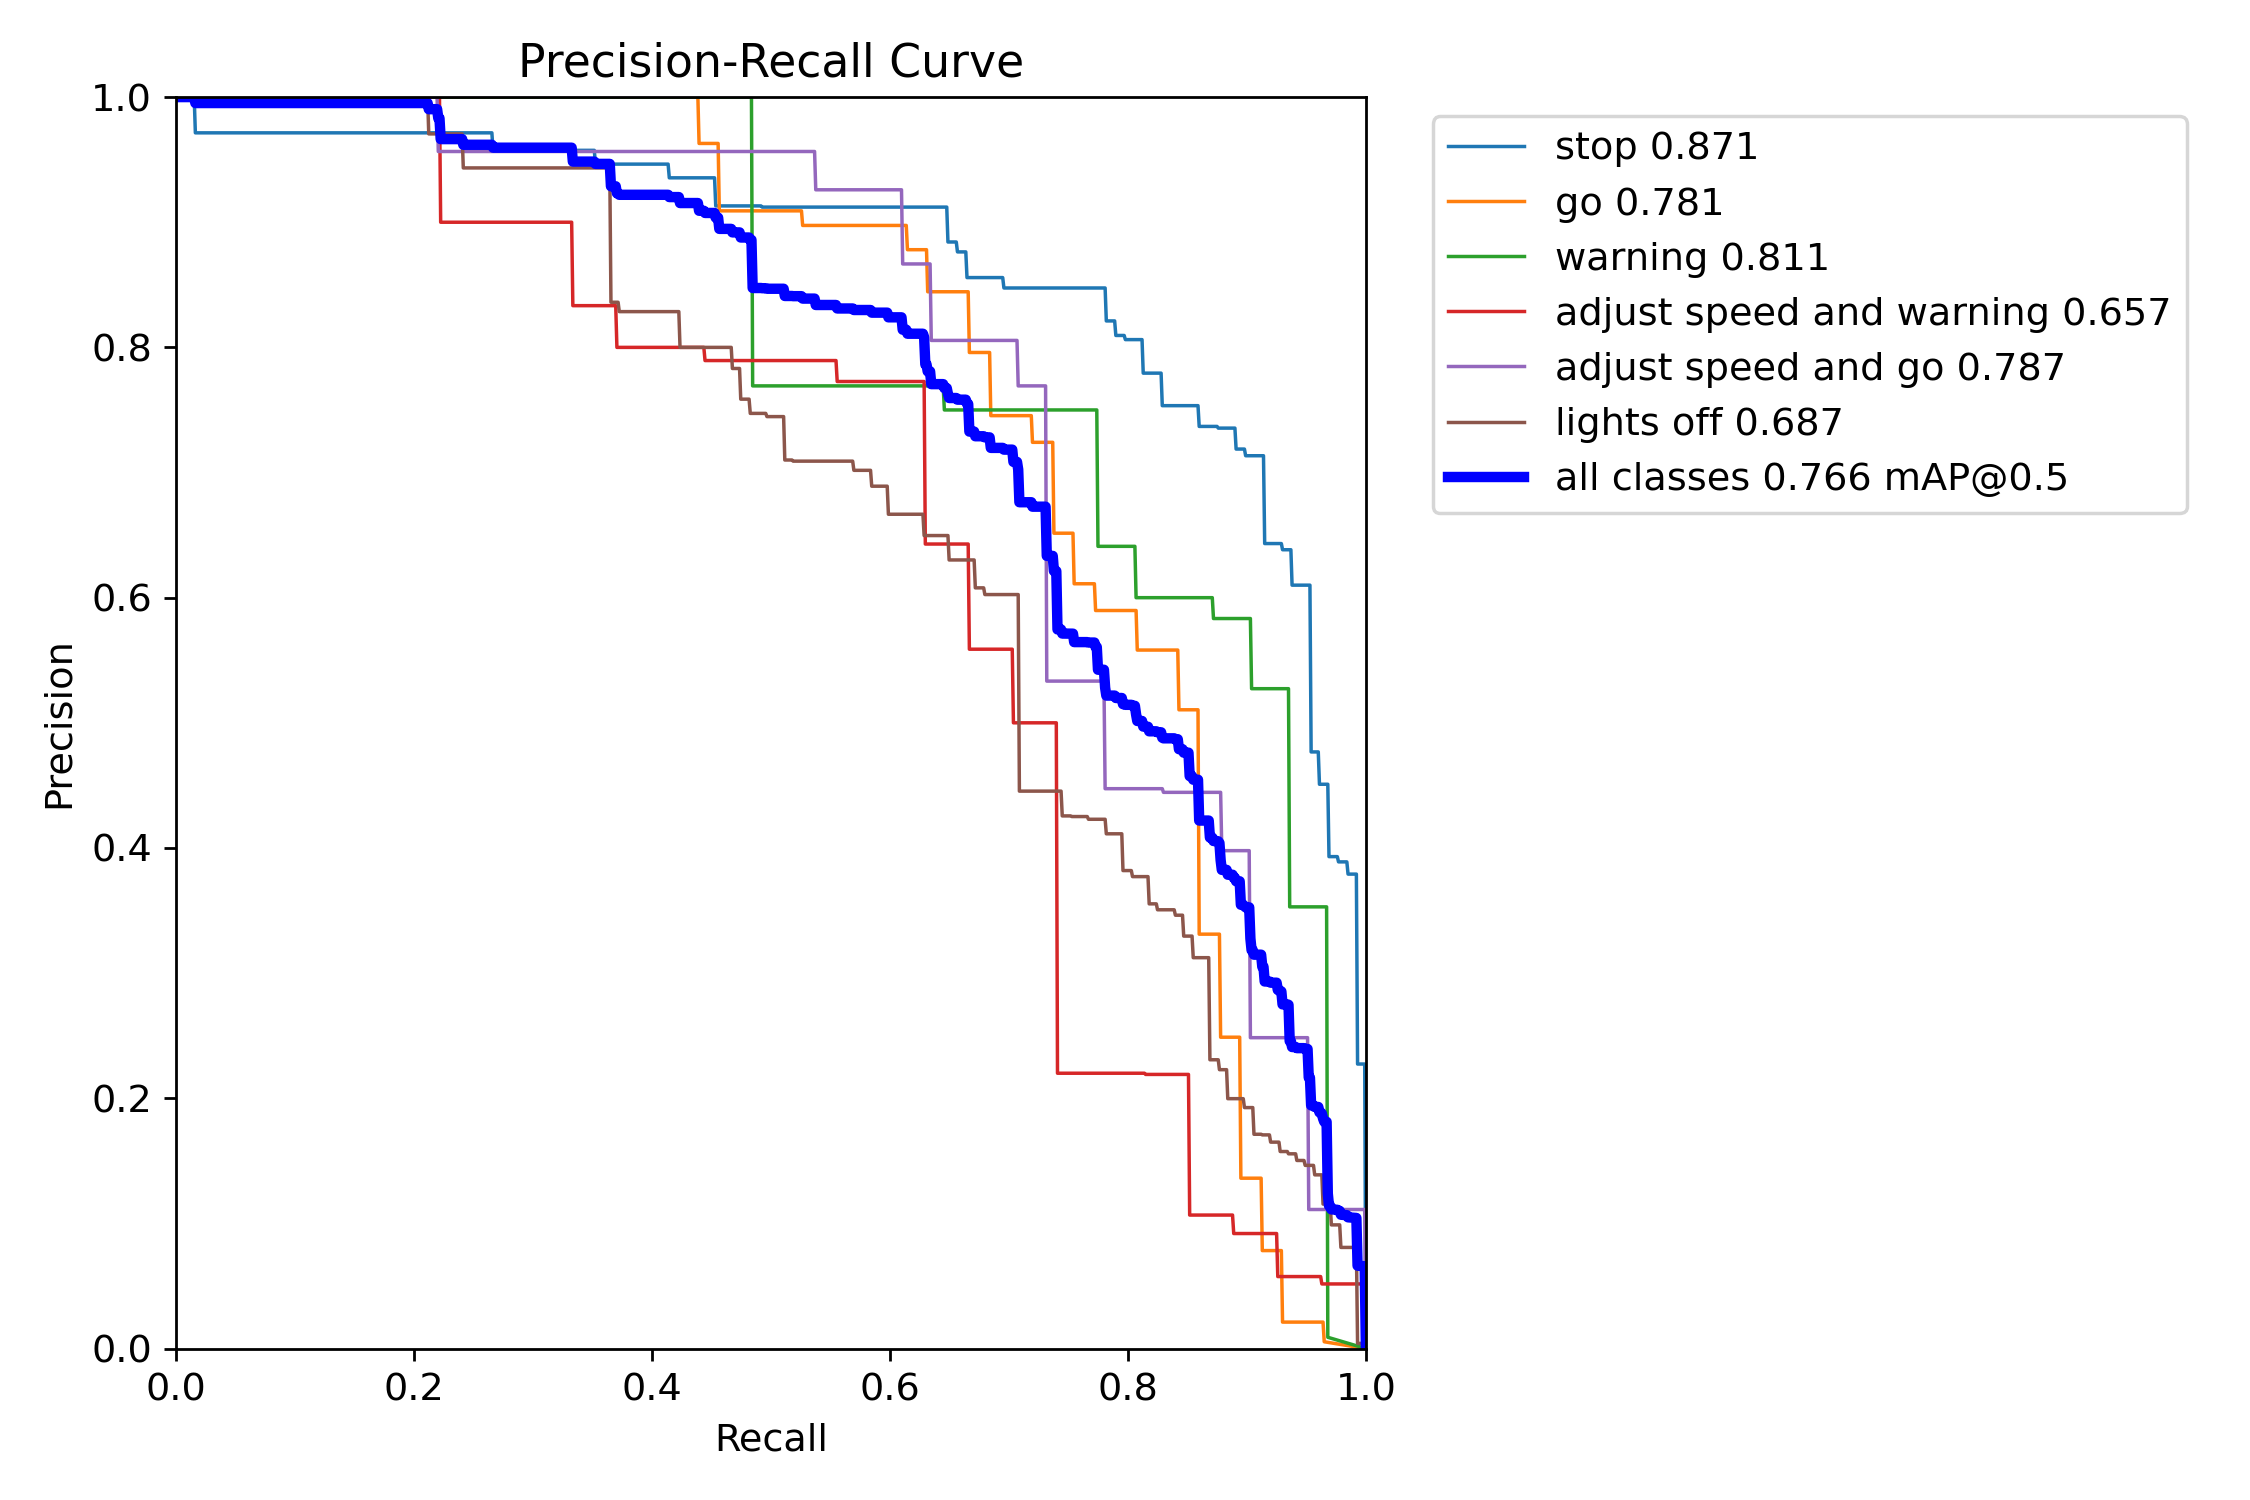 Precision-Recall Curve
1.0
0.8
0.6
0.4
0.2
0.0
Precision
0.0 0.2 0.4 0.6 0.8 1.0
Recall
stop 0.871
go 0.781
warning 0.811
adjust speed and warning 0.657
adjust speed and go 0.787
lights off 0.687
all classes 0.766 mAP@0.5